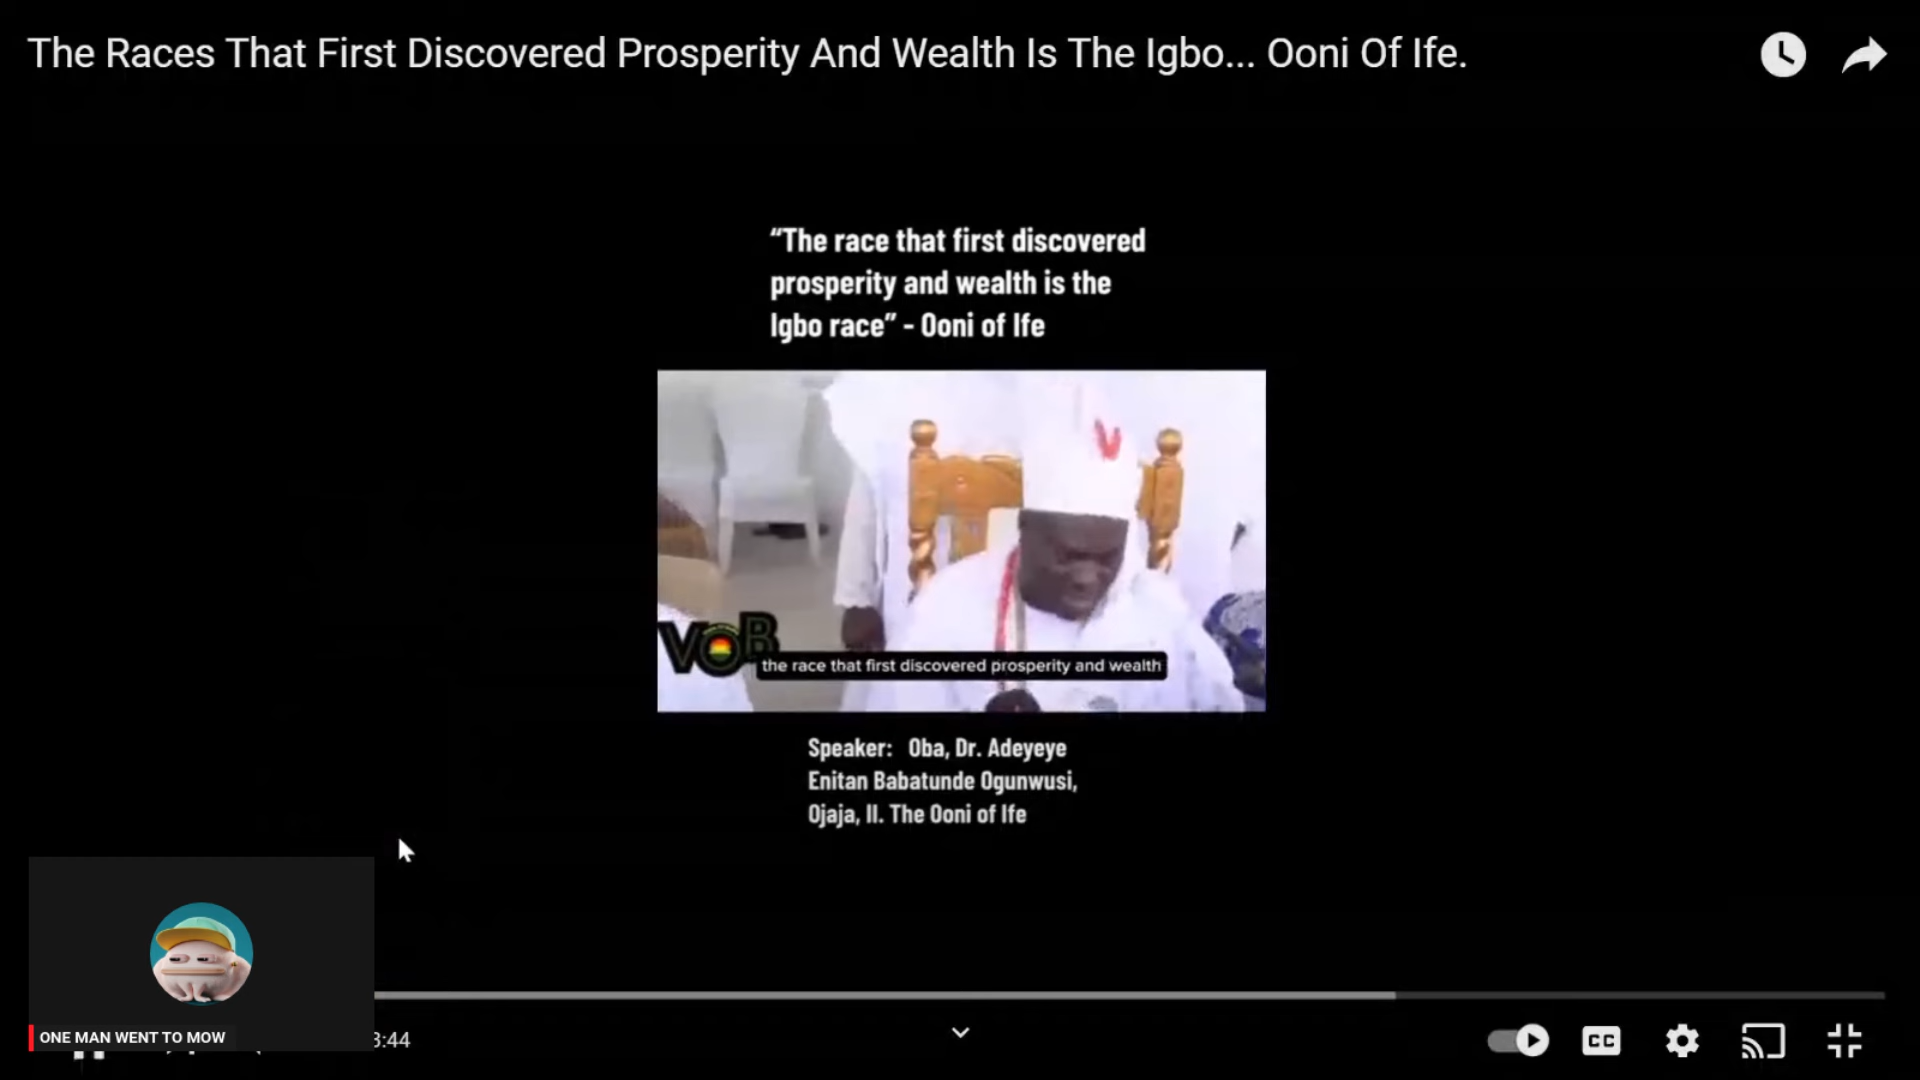 The Races That First Discovered Prosperity And Wealth Is The Igbo... Ooni Of Ife.
“The race that first discovered
prosperity and wealth is the
Igbo race” - Ooni of Ife
VOB
the race that first discovered prosperity and wealth
Speaker: Oba, Dr. Adeyeye
Enitan Babatunde Ogunwusi,
Ojaja, II. The Ooni of Ife
ONE MAN WENT TO MOW
3:44
CC